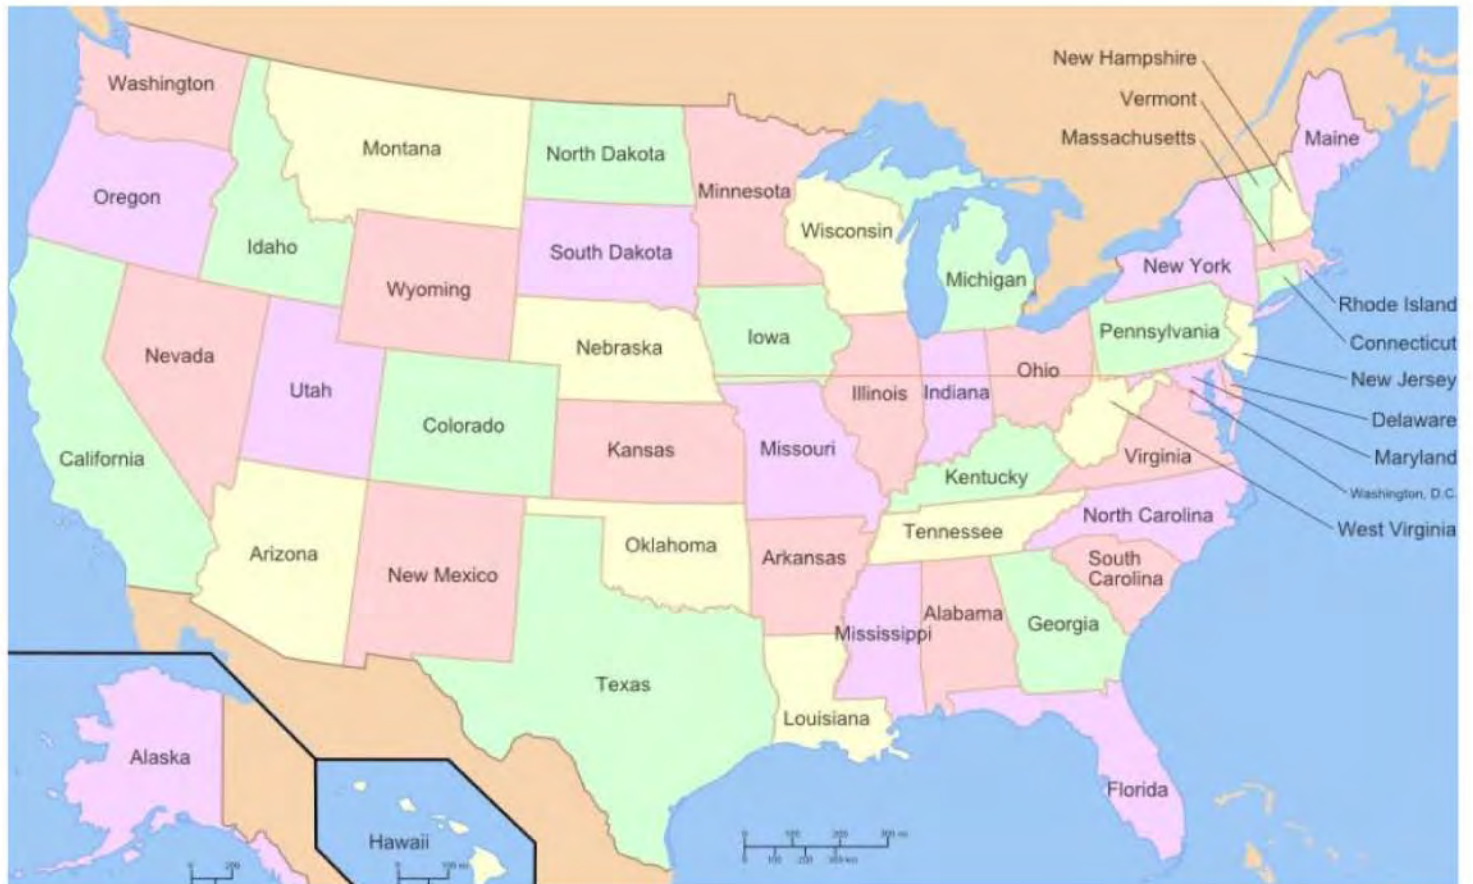 New Hampshire
Vermont
Massachusetts
Washington
Montana
North Dakota
Minnesota
Maine
Oregon
Idaho
South Dakota
Wisconsin
Wyoming
Michigan
New York
Rhode Island
Nevada
Utah
Nebraska
Iowa
Pennsylvania
Connecticut
Illinois
Indiana
Ohio
New Jersey
Delaware
California
Colorado
Kansas
Missouri
Kentucky
Virginia
Maryland
Washington, D.C.
West Virginia
Arizona
New Mexico
Oklahoma
Arkansas
Tennessee
North Carolina
South
Carolina
Texas
Louisiana
Mississippi
Alabama
Georgia
Florida
Alaska
Hawaii